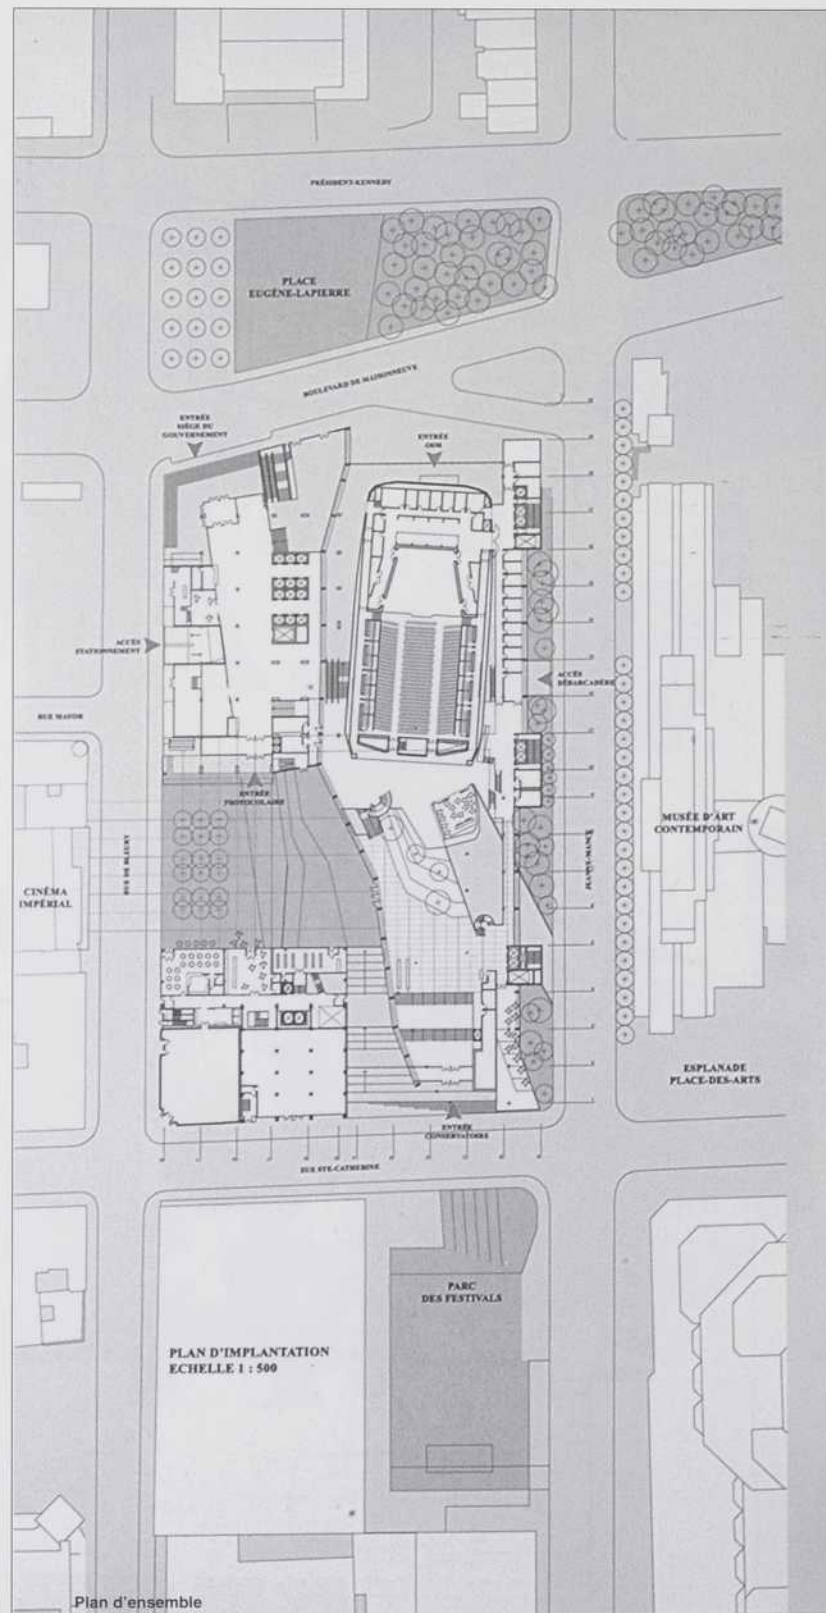 PRÉSIDENT-KENNEDY
PLACE
EUGÈNE-LAPIERRE
BOULEVARD DE MAISONNEUVE
ENTRÉE
SIÈGE DU
GOUVERNEMENT
ENTRÉE
OSM
ACCÈS
STATIONNEMENT
ACCÈS
DÉBARCADÈRE
RUE MAYOR
ENTRÉE
PROTOCOLAIRE
RUE DE BLEURY
CINÉMA
IMPÉRIAL
JEANNE-MANCE
MUSÉE D'ART
CONTEMPORAIN
ESPLANADE
PLACE-DES-ARTS
ENTRÉE
CONSERVATOIRE
RUE STE-CATHERINE
PARC
DES FESTIVALS
PLAN D'IMPLANTATION
ECHELLE 1 : 500
Plan d'ensemble